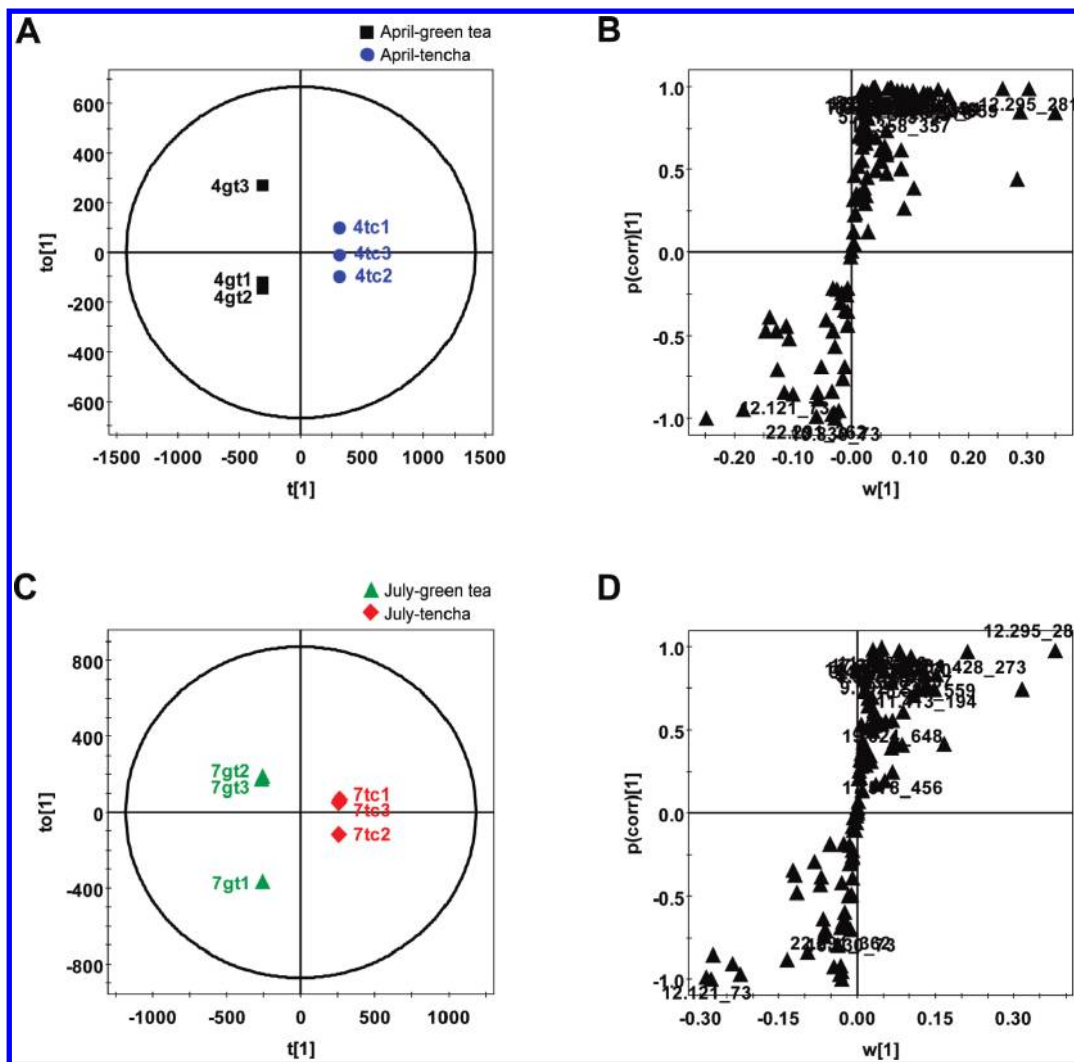 A
■ April-green tea
● April-tencha
to[1]
600
400
200
0
-200
-400
-600
4gt3
4gt1
4gt2
4tc1
4tc3
4tc2
-1500 -1000 -500 0 500 1000 1500
t[1]
B
p(corr)[1]
1.0
0.5
0.0
-0.5
-1.0
12.295_281
12.121_73
-0.20 -0.10 -0.00 0.10 0.20 0.30
w[1]
C
▲ July-green tea
◆ July-tencha
to[1]
800
400
0
-400
-800
7gt2
7gt3
7gt1
7tc1
7tc3
7tc2
-1000 -500 0 500 1000
t[1]
D
p(corr)[1]
1.0
0.5
0.0
-0.5
-1.0
12.295_28
11.413_194
12.121_73
-0.30 -0.15 0.00 0.15 0.30
w[1]